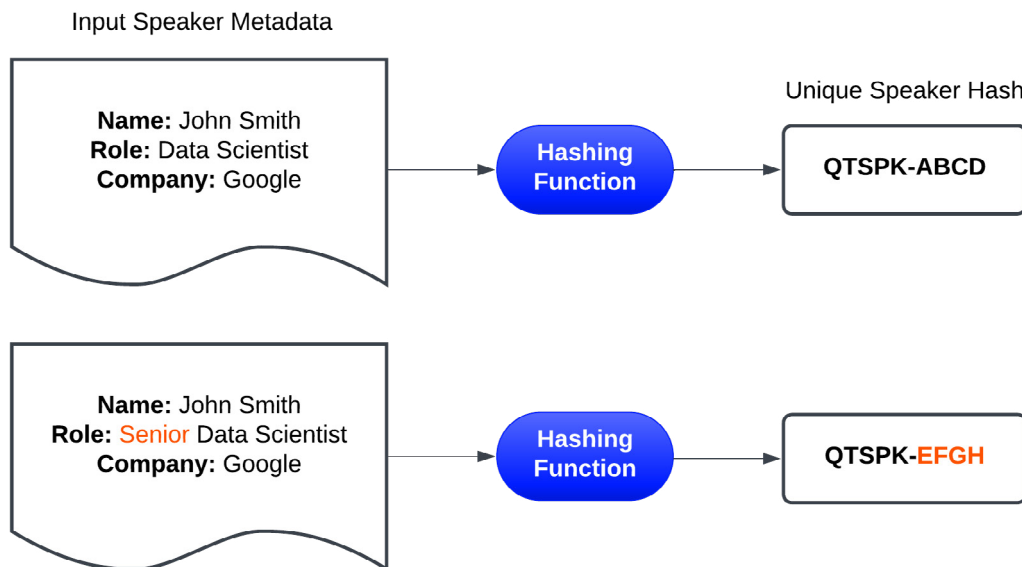 Input Speaker Metadata
Unique Speaker Hash
Name: John Smith
Role: Data Scientist
Company: Google
Hashing
Function
QTSPK-ABCD
Name: John Smith
Role: Senior Data Scientist
Company: Google
Hashing
Function
QTSPK-EFGH